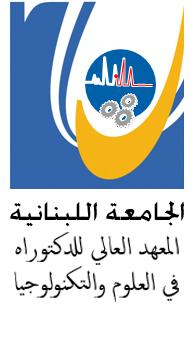 الجامعة اللبنانية
المعهد العالي للدكتوراه
في العلوم والتكنولوجيا